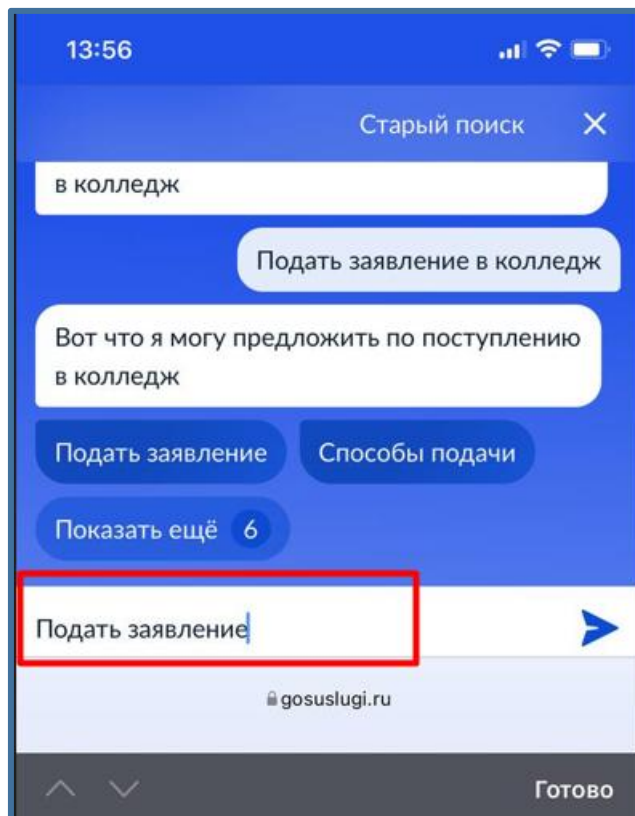 13:56
Старый поиск
в колледж
Подать заявление в колледж
Вот что я могу предложить по поступлению
в колледж
Подать заявление
Способы подачи
Показать ещё 6
Подать заявление
gosuslugi.ru
Готово